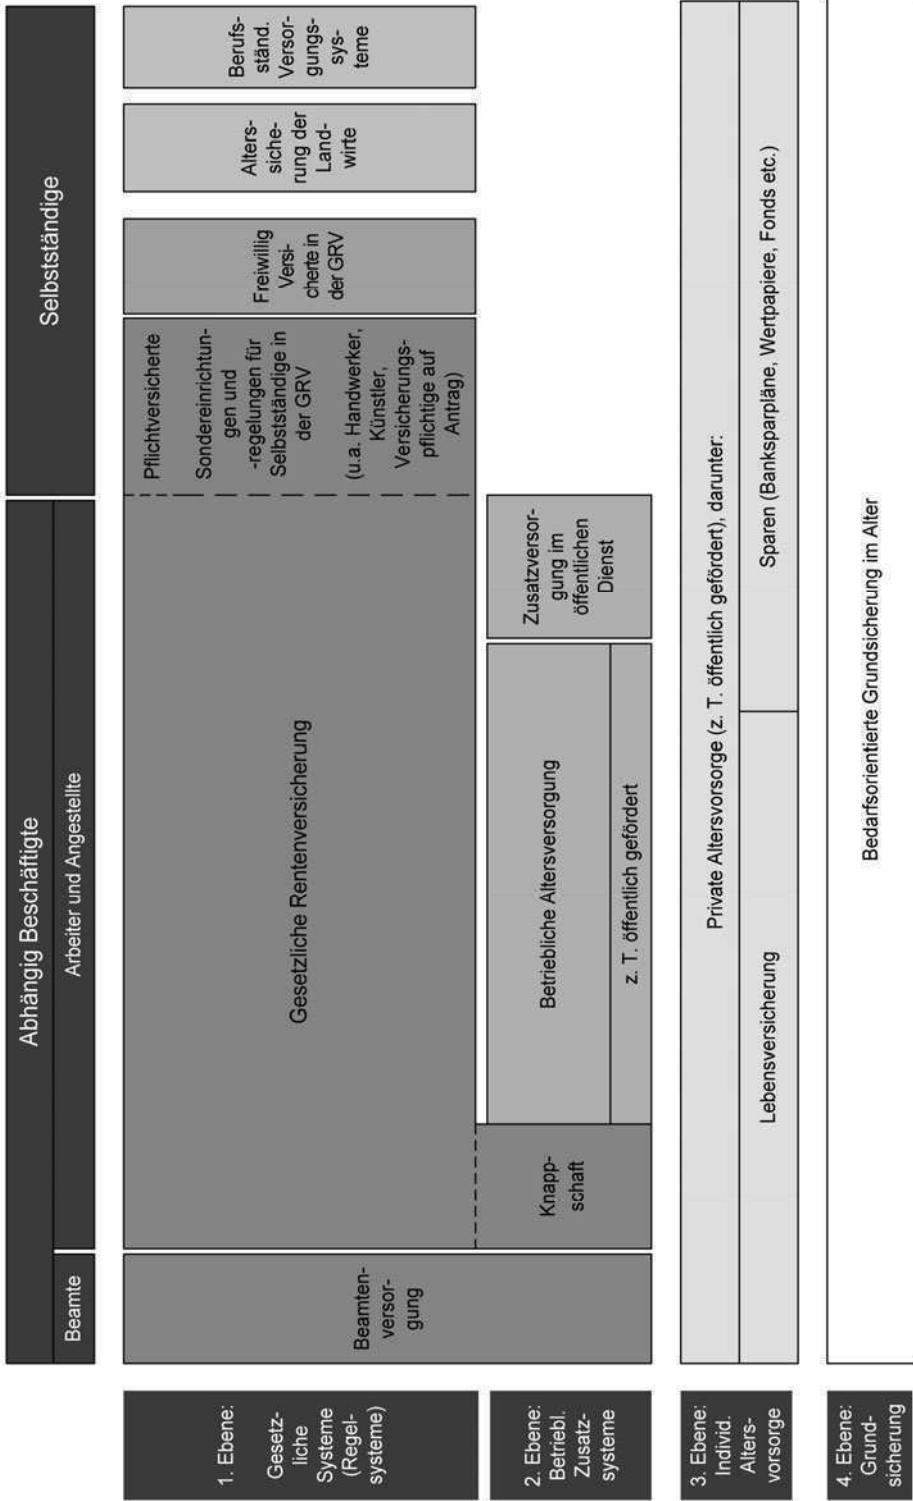 Abhängig Beschäftigte
Selbstständige
Beamte
Arbeiter und Angestellte
1. Ebene:
Gesetz-
liche
Systeme
(Regel-
systeme)
Beamten-
versor-
gung
Gesetzliche Rentenversicherung
Pflichtversicherte
Sondereinrichtun-
gen und
-regelungen für
Selbstständige in
der GRV
(u.a. Handwerker,
Künstler,
Versicherungs-
pflichtige auf
Antrag)
Freiwillig
Versi-
cherte in
der GRV
Alters-
siche-
rung der
Land-
wirte
Berufs-
ständ.
Versor-
gungs-
sys-
teme
2. Ebene:
Betriebl.
Zusatz-
systeme
Knapp-
schaft
Betriebliche Altersversorgung
z. T. öffentlich gefördert
Zusatzversor-
gung im
öffentlichen
Dienst
3. Ebene:
Individ.
Alters-
vorsorge
Private Altersvorsorge (z. T. öffentlich gefördert), darunter:
Lebensversicherung
Sparen (Banksparpläne, Wertpapiere, Fonds etc.)
4. Ebene:
Grund-
sicherung
Bedarfsorientierte Grundsicherung im Alter